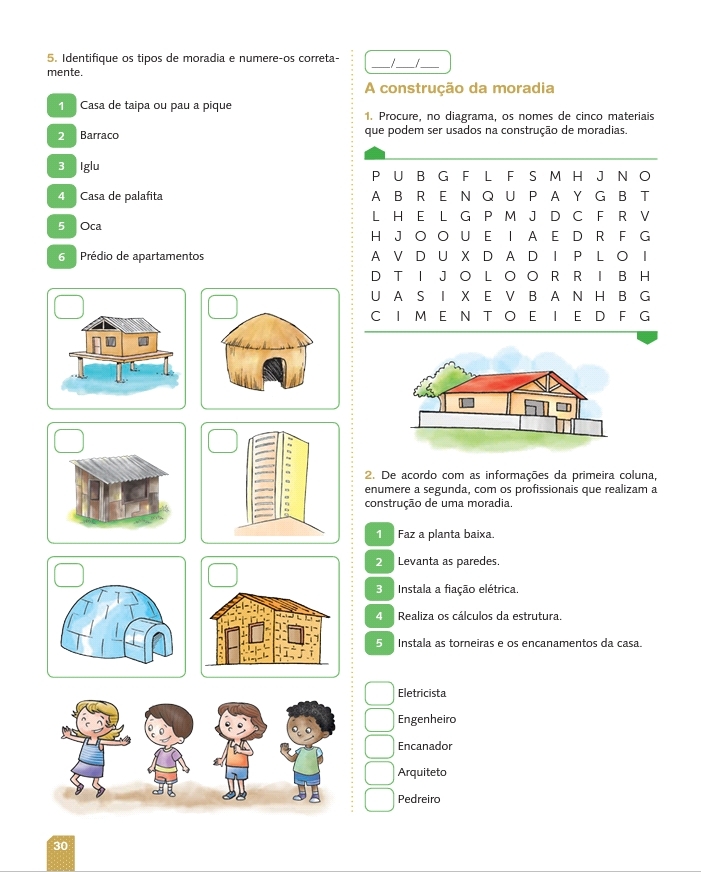 5. Identifique os tipos de moradia e numere-os correta-
mente.
1 Casa de taipa ou pau a pique
2 Barraco
3 Iglu
4 Casa de palafita
5 Oca
6 Prédio de apartamentos
___/___/___
A construção da moradia
1. Procure, no diagrama, os nomes de cinco materiais
que podem ser usados na construção de moradias.
P U B G F L F S M H J N O
A B R E N Q U P A Y G B T
L H E L G P M J D C F R V
H J O O U E I A E D R F G
A V D U X D A D I P L O I
D T I J O L O O R R I B H
U A S I X E V B A N H B G
C I M E N T O E I E D F G
2. De acordo com as informações da primeira coluna,
enumere a segunda, com os profissionais que realizam a
construção de uma moradia.
1 Faz a planta baixa.
2 Levanta as paredes.
3 Instala a fiação elétrica.
4 Realiza os cálculos da estrutura.
5 Instala as torneiras e os encanamentos da casa.
Eletricista
Engenheiro
Encanador
Arquiteto
Pedreiro
30